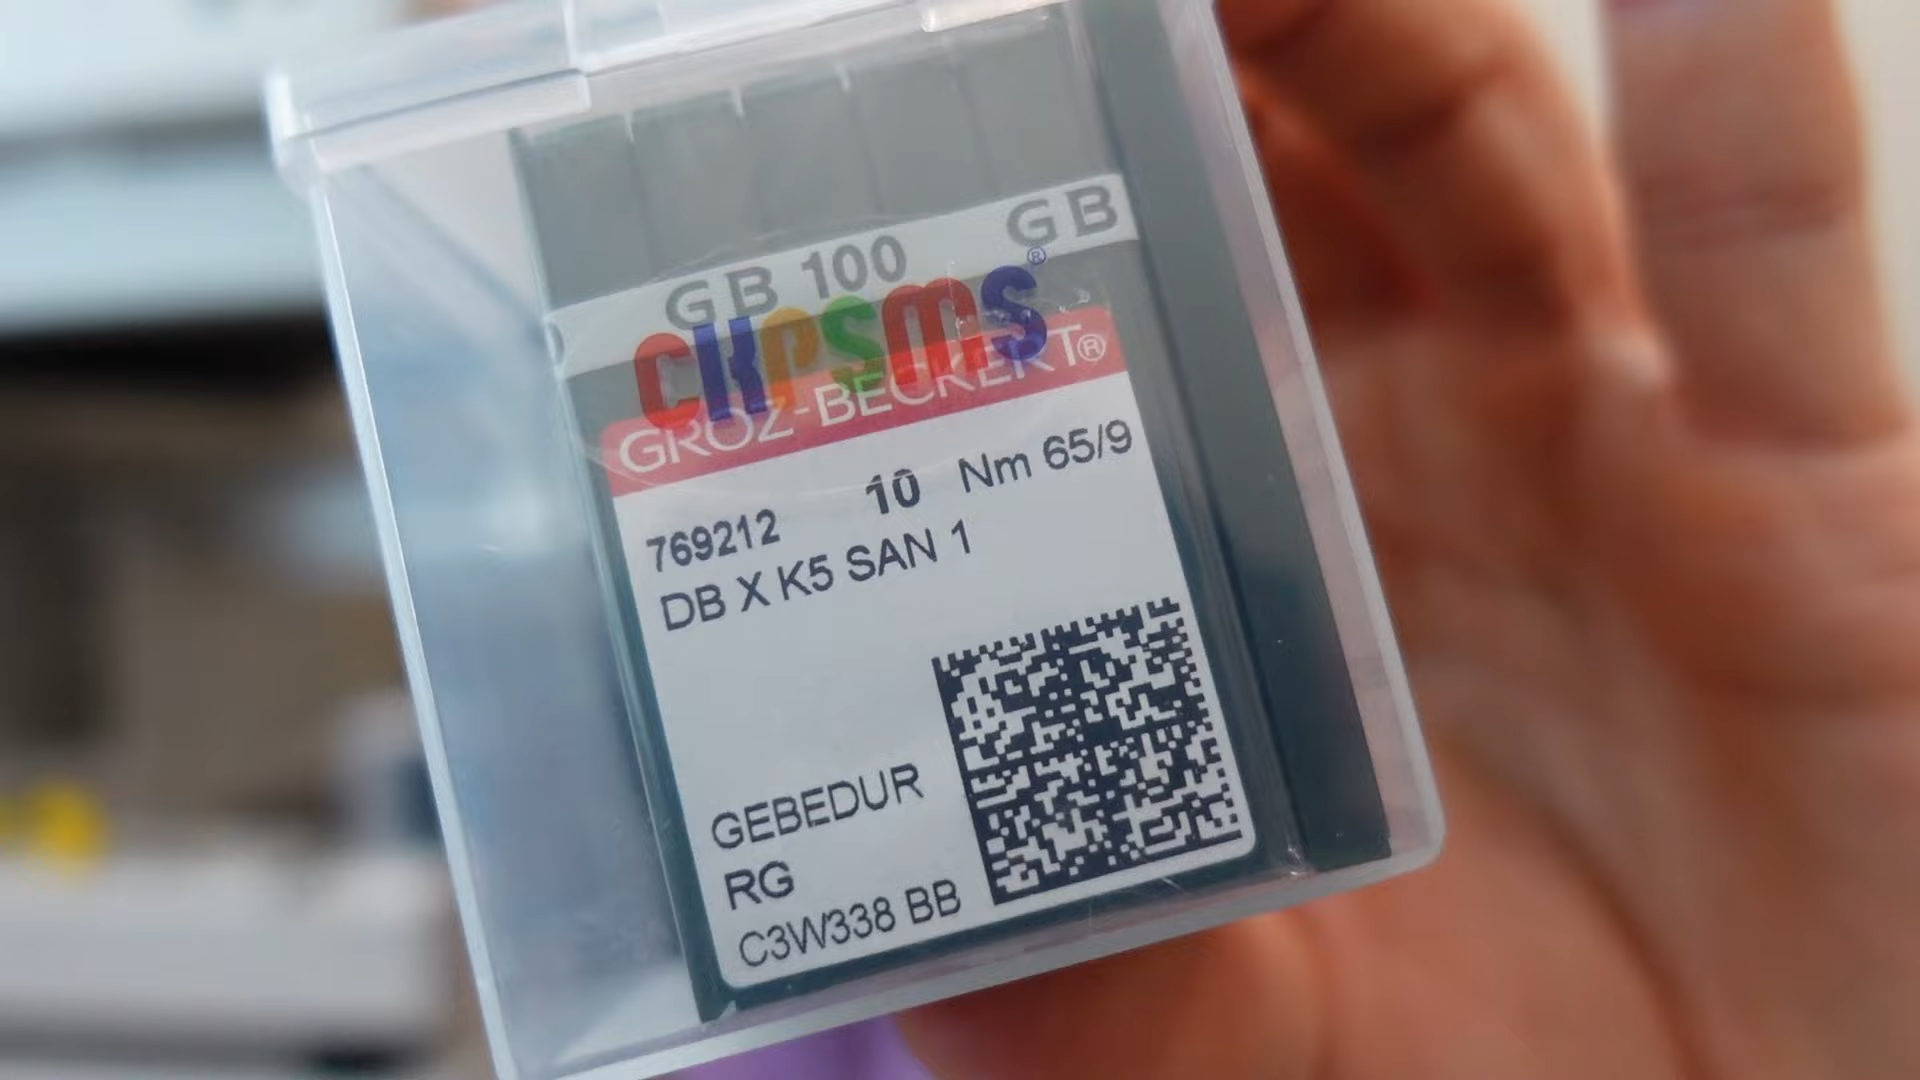 GB 100 GB
CKPSMS®
GROZ-BECKERT®
769212 10 Nm 65/9
DB X K5 SAN 1
GEBEDUR
RG
C3W338 BB